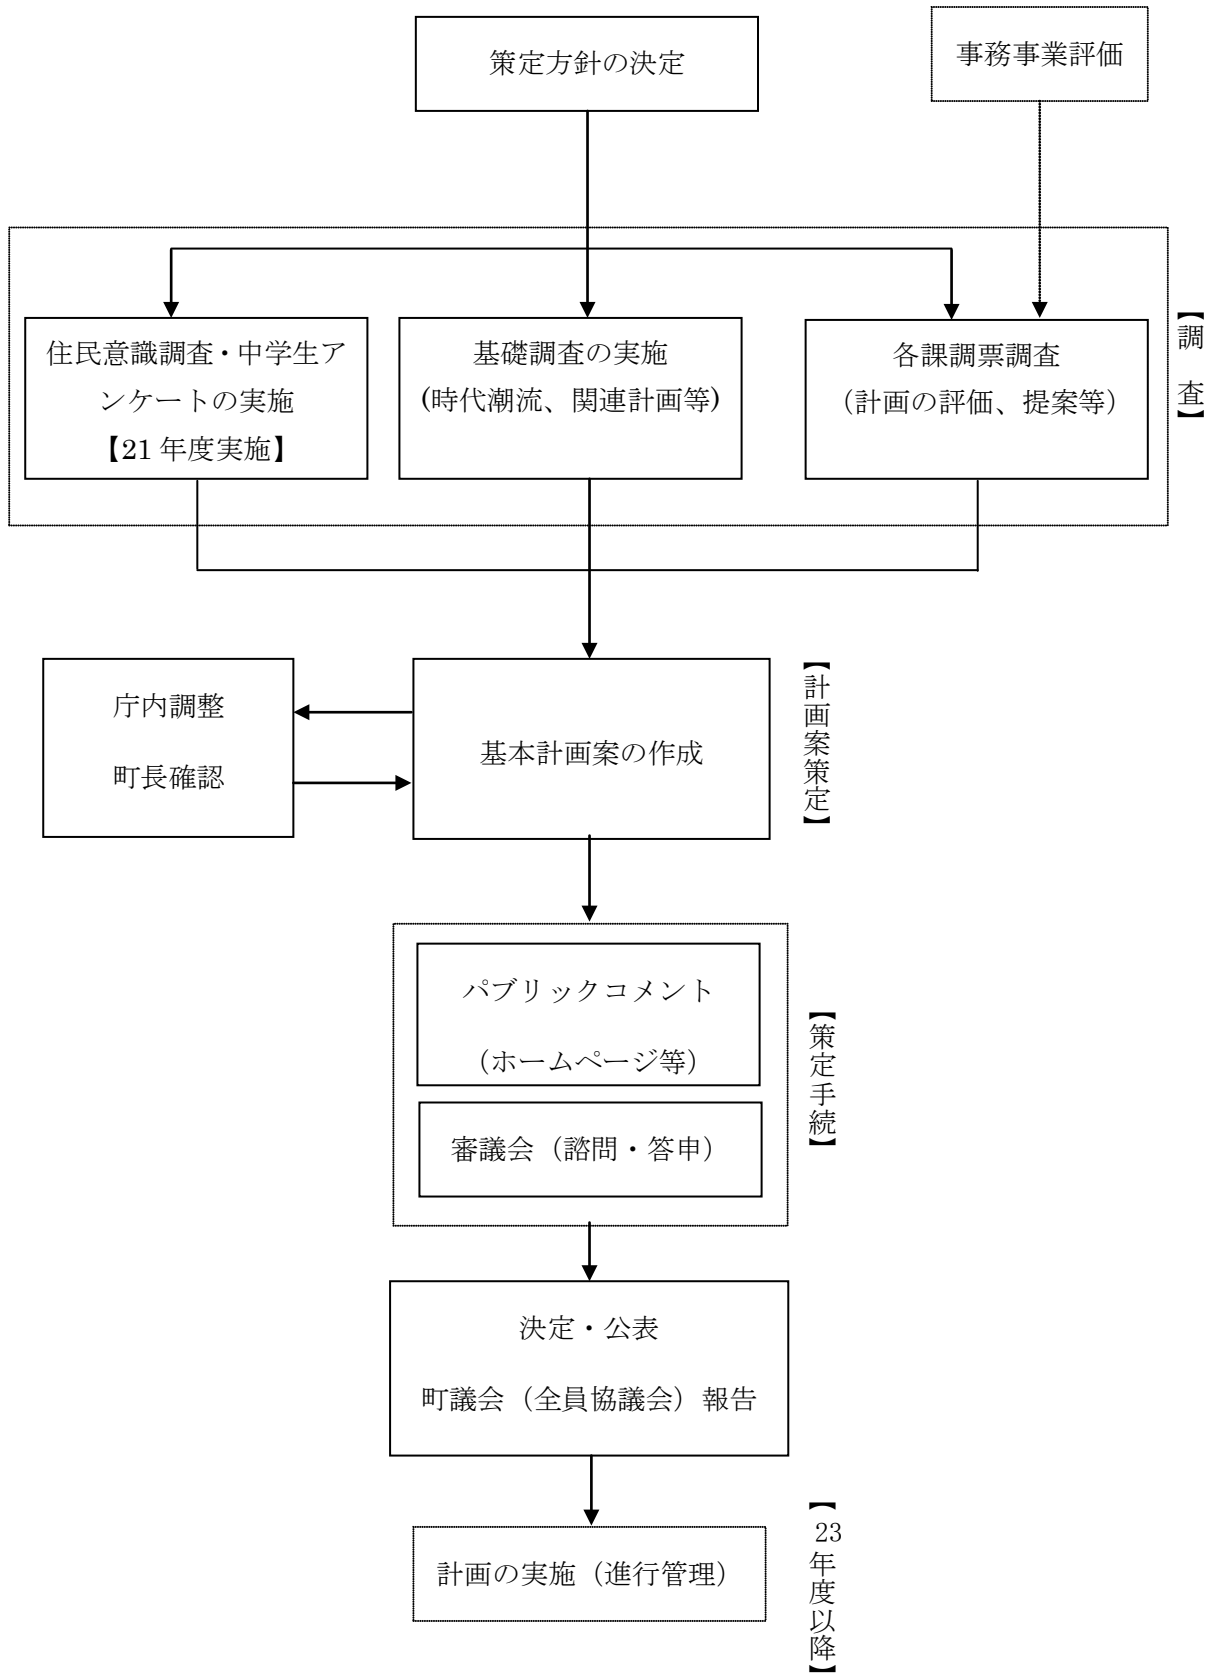 策定方針の決定
事務事業評価
住民意識調査・中学生ア
ンケートの実施
【21 年度実施】
基礎調査の実施
(時代潮流、関連計画等)
各課調票調査
（計画の評価、提案等）
【調 査】
庁内調整
町長確認
基本計画案の作成
【計画案策定】
パブリックコメント
（ホームページ等）
審議会（諮問・答申）
【策定手続】
決定・公表
町議会（全員協議会）報告
計画の実施（進行管理）
【23年度以降】